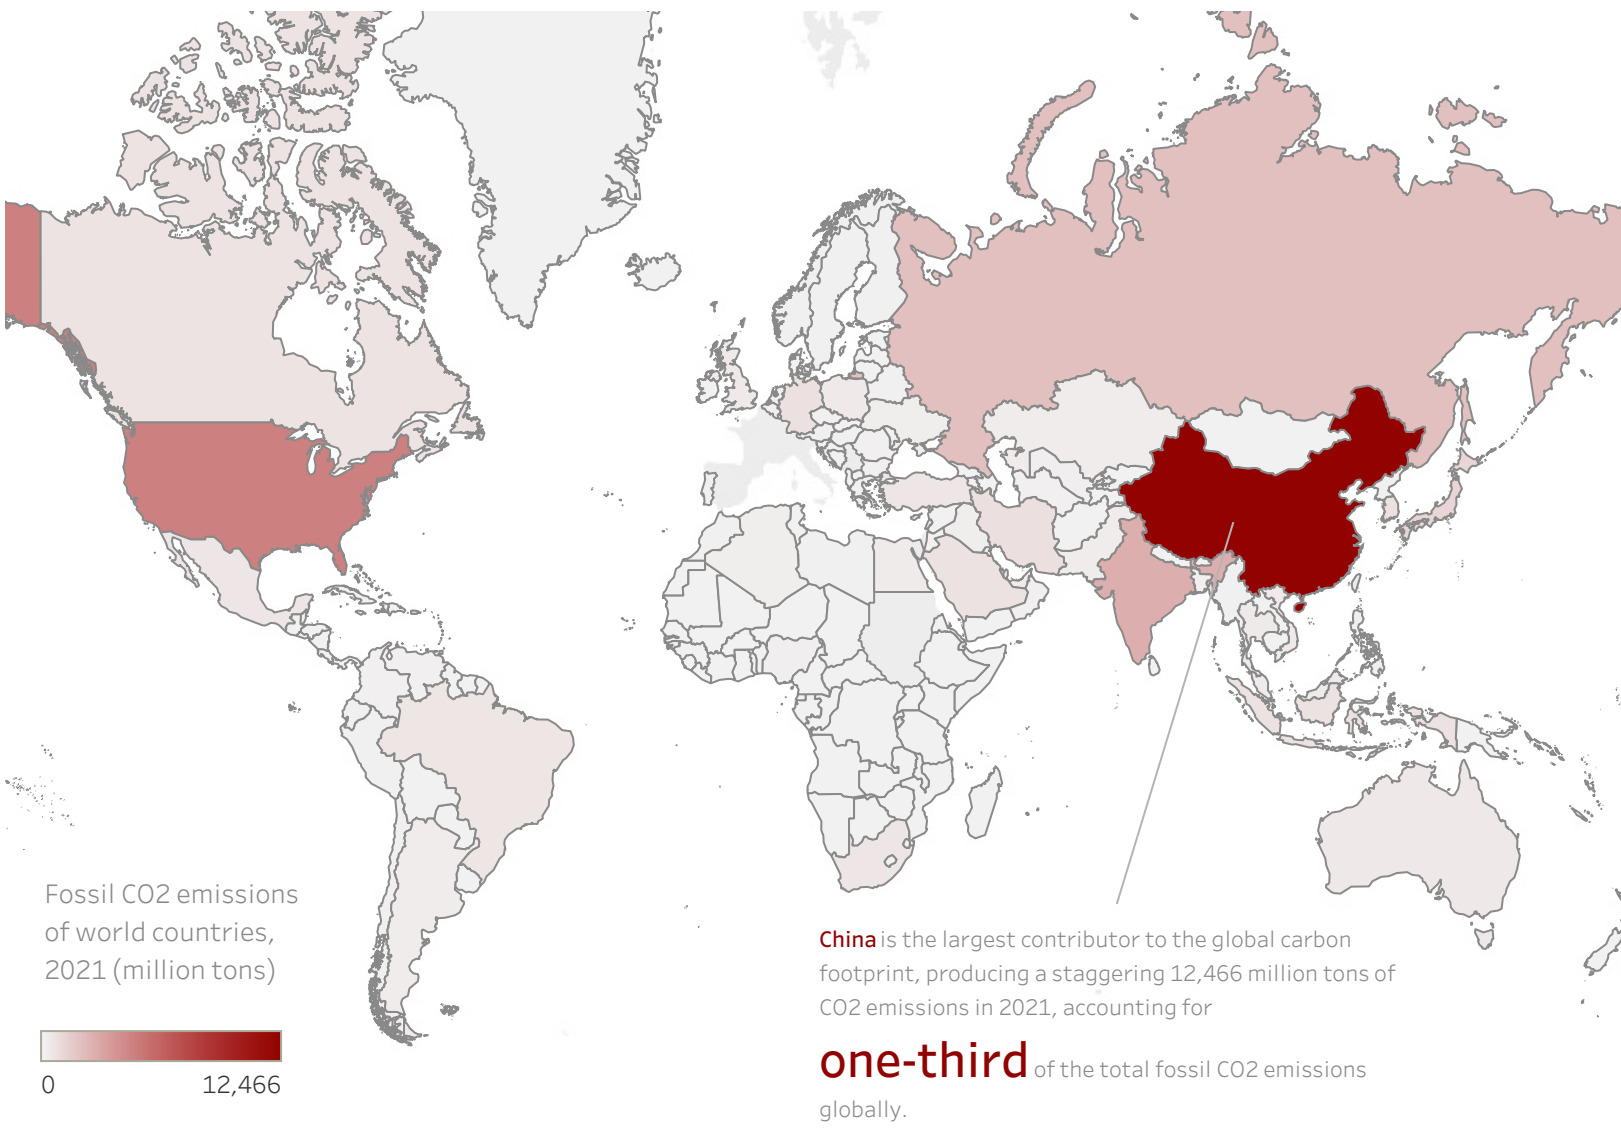 Fossil CO2 emissions
of world countries,
2021 (million tons)
0 12,466
China is the largest contributor to the global carbon
footprint, producing a staggering 12,466 million tons of
CO2 emissions in 2021, accounting for
one-third of the total fossil CO2 emissions
globally.